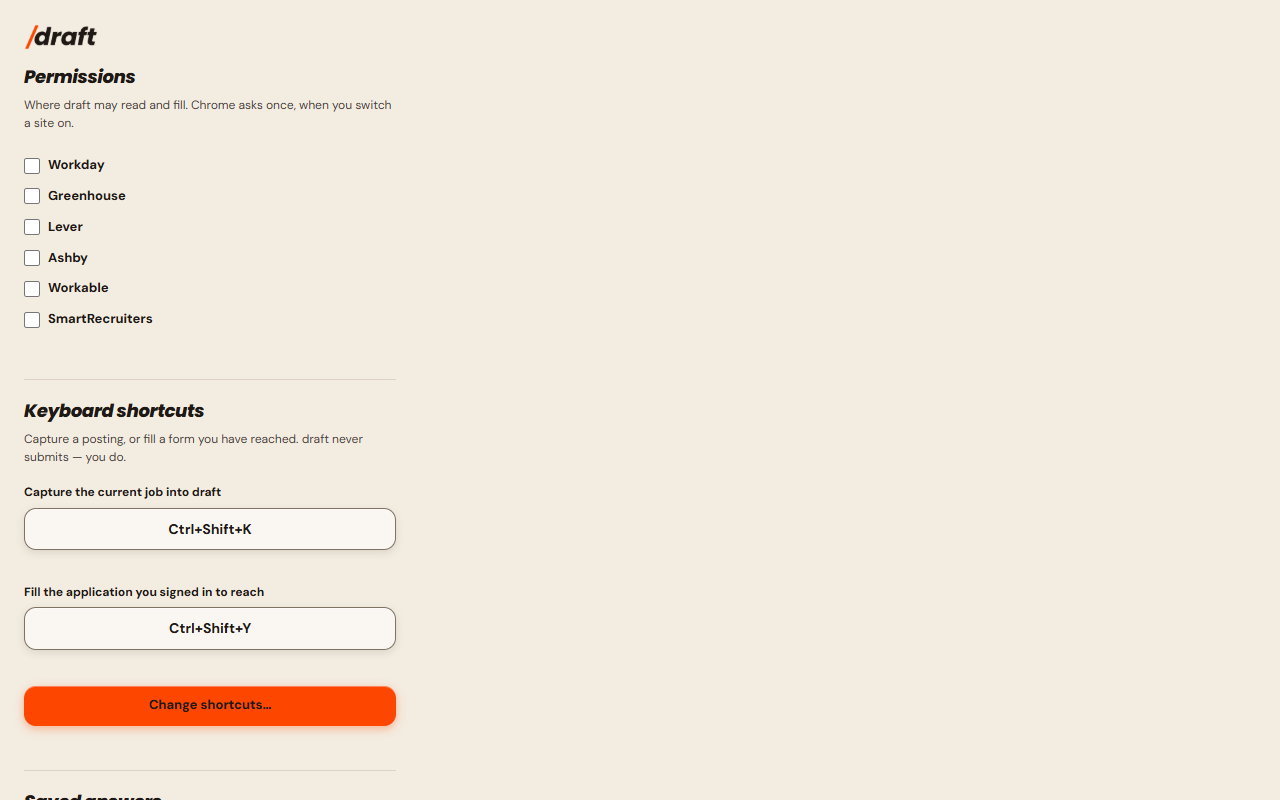 /draft
Permissions
Where draft may read and fill. Chrome asks once, when you switch
a site on.
Workday
Greenhouse
Lever
Ashby
Workable
SmartRecruiters
Keyboard shortcuts
Capture a posting, or fill a form you have reached. draft never
submits — you do.
Capture the current job into draft
Ctrl+Shift+K
Fill the application you signed in to reach
Ctrl+Shift+Y
Change shortcuts...
Saved answers